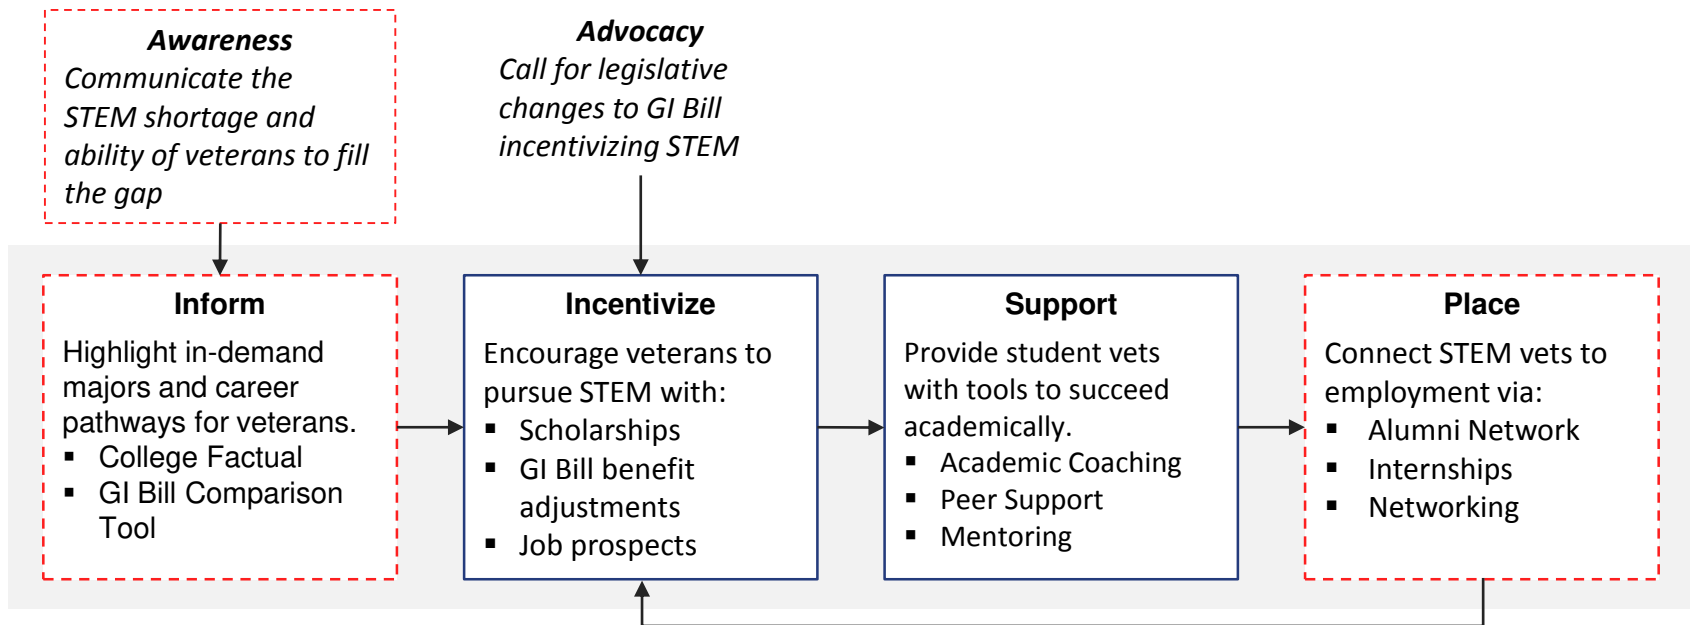 Awareness
Communicate the
STEM shortage and
ability of veterans to fill
the gap
Advocacy
Call for legislative
changes to GI Bill
incentivizing STEM
Inform
Highlight in-demand
majors and career
pathways for veterans.
▪ College Factual
▪ GI Bill Comparison
Tool
Incentivize
Encourage veterans to
pursue STEM with:
▪ Scholarships
▪ GI Bill benefit
adjustments
▪ Job prospects
Support
Provide student vets
with tools to succeed
academically.
▪ Academic Coaching
▪ Peer Support
▪ Mentoring
Place
Connect STEM vets to
employment via:
▪ Alumni Network
▪ Internships
▪ Networking